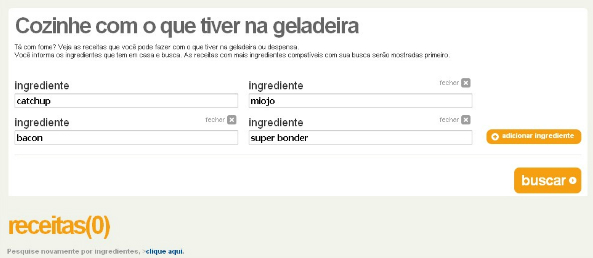 Cozinhe com o que tiver na geladeira
Tá com fome? Veja as receitas que você pode fazer com o que tiver na geladeira ou despensa.
Você informa os ingredientes que tem em casa e busca. As receitas com mais ingredientes compatíveis com sua busca serão mostradas primeiro.
ingrediente
catchup
ingrediente fechar
miojo
ingrediente fechar
bacon
ingrediente fechar
super bonder
adicionar ingrediente
buscar
receitas(0)
Pesquise novamente por ingredientes, >clique aqui.